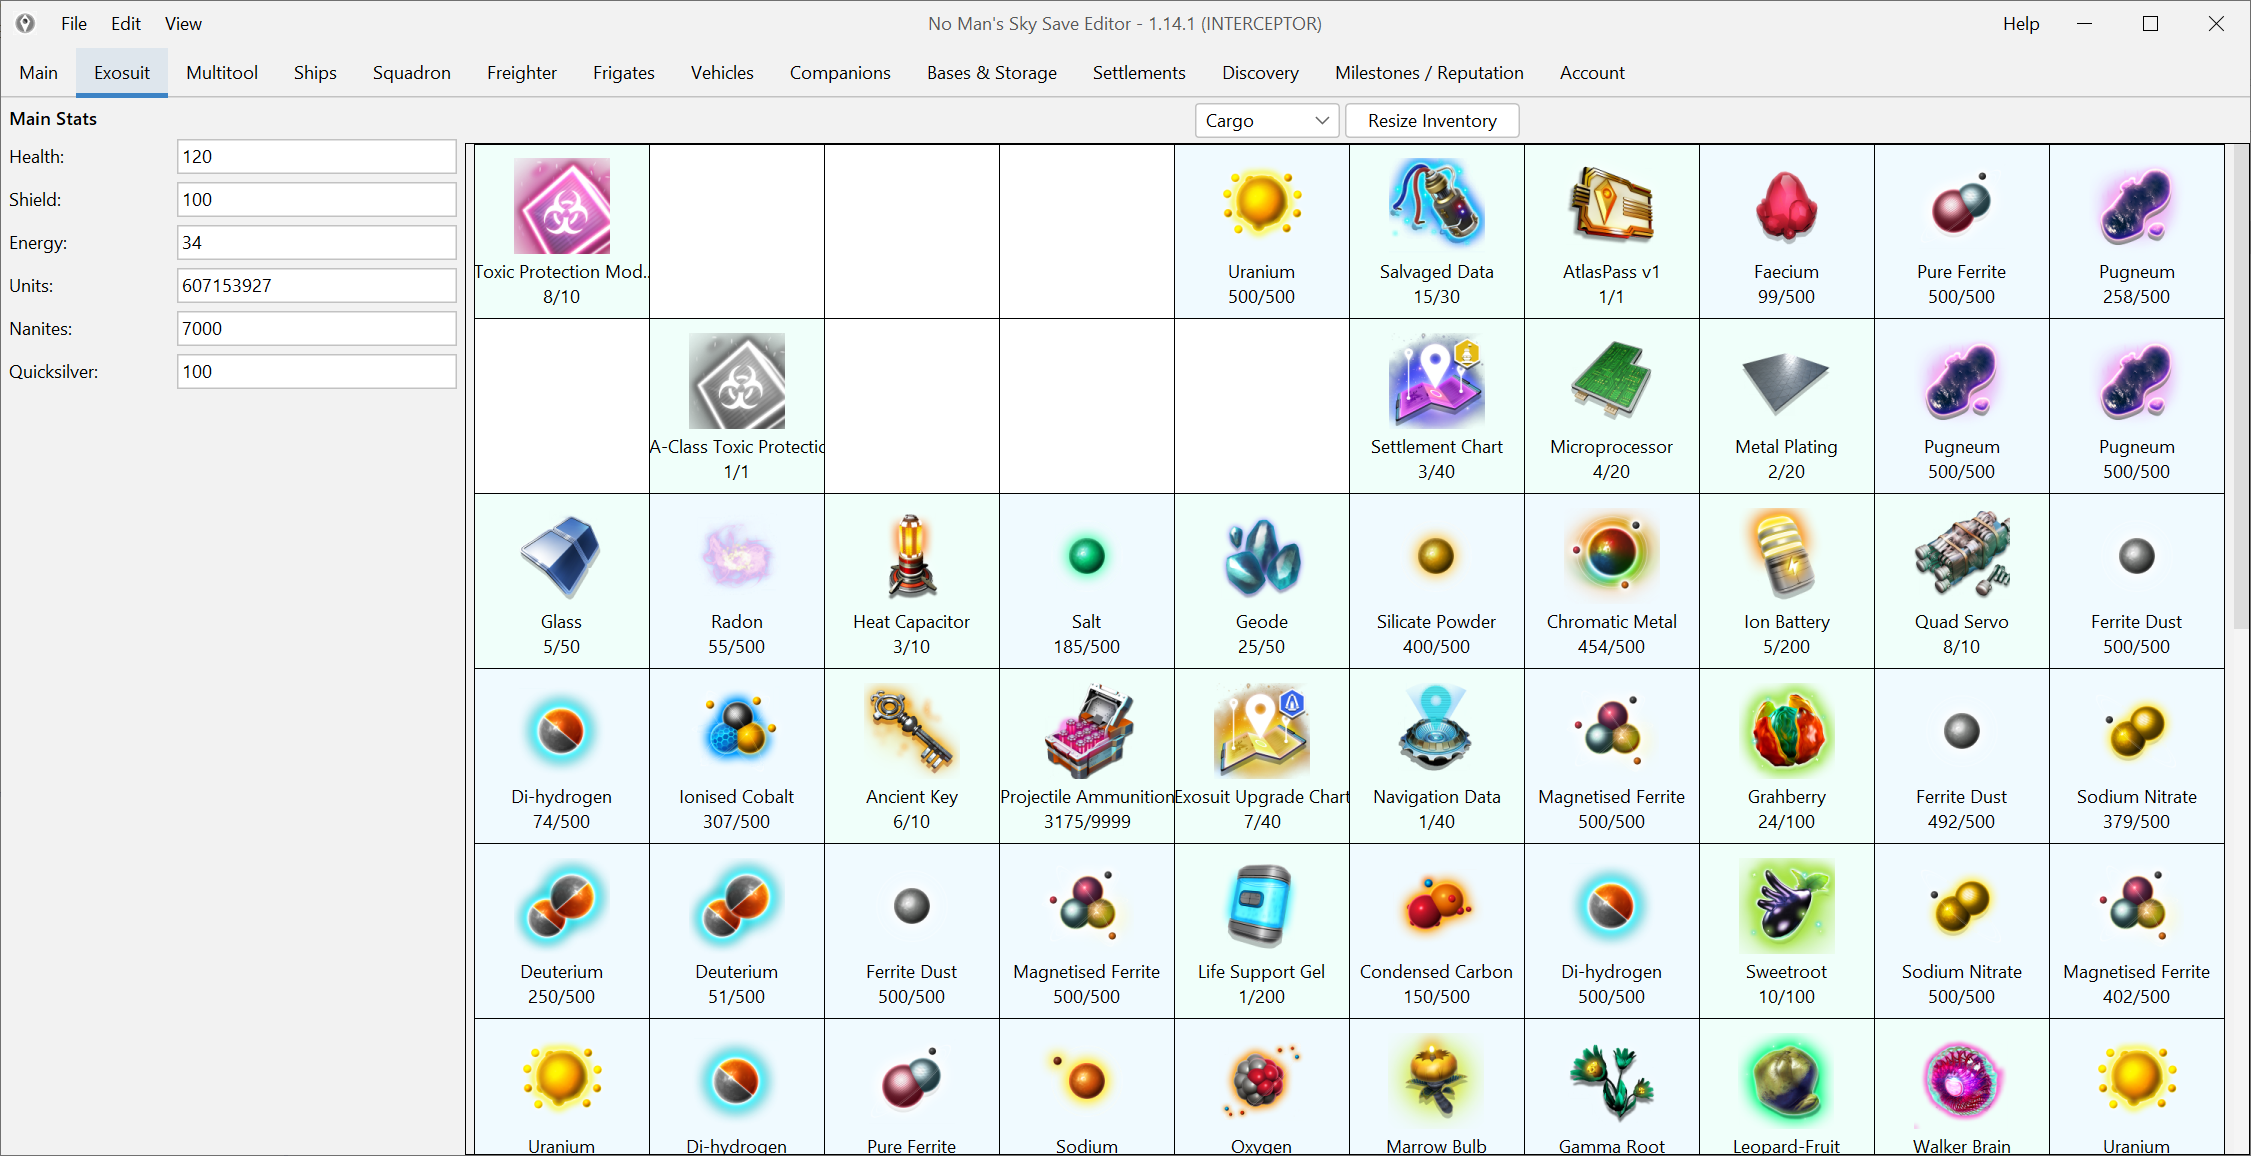 File Edit View No Man's Sky Save Editor - 1.14.1 (INTERCEPTOR) Help
Main Exosuit Multitool Ships Squadron Freighter Frigates Vehicles Companions Bases & Storage Settlements Discovery Milestones / Reputation Account
Main Stats
Cargo Resize Inventory
Health: 120
Shield: 100
Energy: 34
Units: 607153927
Nanites: 7000
Quicksilver: 100
Toxic Protection Mod.. Uranium Salvaged Data AtlasPass v1 Faecium Pure Ferrite Pugneum
8/10 500/500 15/30 1/1 99/500 500/500 258/500
A-Class Toxic Protectic Settlement Chart Microprocessor Metal Plating Pugneum Pugneum
1/1 3/40 4/20 2/20 500/500 500/500
Glass Radon Heat Capacitor Salt Geode Silicate Powder Chromatic Metal Ion Battery Quad Servo Ferrite Dust
5/50 55/500 3/10 185/500 25/50 400/500 454/500 5/200 8/10 500/500
Di-hydrogen Ionised Cobalt Ancient Key Projectile Ammunition Exosuit Upgrade Chart Navigation Data Magnetised Ferrite Grahberry Ferrite Dust Sodium Nitrate
74/500 307/500 6/10 3175/9999 7/40 1/40 500/500 24/100 492/500 379/500
Deuterium Deuterium Ferrite Dust Magnetised Ferrite Life Support Gel Condensed Carbon Di-hydrogen Sweetroot Sodium Nitrate Magnetised Ferrite
250/500 51/500 500/500 500/500 1/200 150/500 500/500 10/100 500/500 402/500
Uranium Di-hydrogen Pure Ferrite Sodium Oxygen Marrow Bulb Gamma Root Leopard-Fruit Walker Brain Uranium